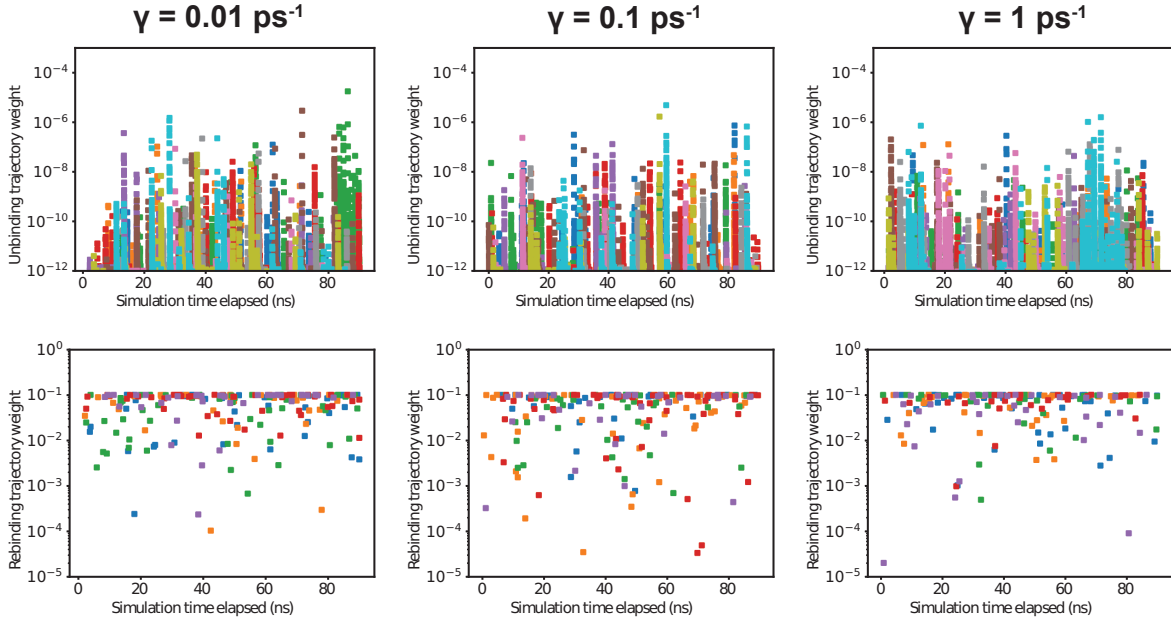 γ = 0.01 ps⁻¹
γ = 0.1 ps⁻¹
γ = 1 ps⁻¹
Unbinding trajectory weight
10⁻⁴
10⁻⁶
10⁻⁸
10⁻¹⁰
10⁻¹²
0 20 40 60 80
Simulation time elapsed (ns)
Unbinding trajectory weight
10⁻⁴
10⁻⁶
10⁻⁸
10⁻¹⁰
10⁻¹²
0 20 40 60 80
Simulation time elapsed (ns)
Unbinding trajectory weight
10⁻⁴
10⁻⁶
10⁻⁸
10⁻¹⁰
10⁻¹²
0 20 40 60 80
Simulation time elapsed (ns)
Rebinding trajectory weight
10⁰
10⁻¹
10⁻²
10⁻³
10⁻⁴
10⁻⁵
0 20 40 60 80
Simulation time elapsed (ns)
Rebinding trajectory weight
10⁰
10⁻¹
10⁻²
10⁻³
10⁻⁴
10⁻⁵
0 20 40 60 80
Simulation time elapsed (ns)
Rebinding trajectory weight
10⁰
10⁻¹
10⁻²
10⁻³
10⁻⁴
10⁻⁵
0 20 40 60 80
Simulation time elapsed (ns)